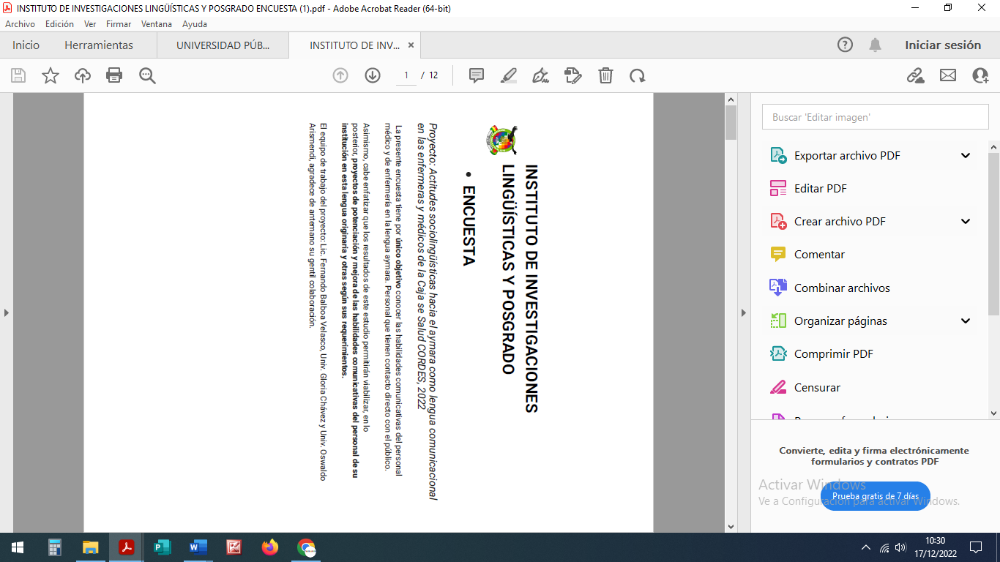 INSTITUTO DE INVESTIGACIONES LINGÜÍSTICAS Y POSGRADO ENCUESTA (1).pdf - Adobe Acrobat Reader (64-bit)
Archivo Edición Ver Firmar Ventana Ayuda
Inicio Herramientas UNIVERSIDAD PÚB... INSTITUTO DE INV... × Iniciar sesión
1 / 12
INSTITUTO DE INVESTIGACIONES
LINGÜÍSTICAS Y POSGRADO
• ENCUESTA
Proyecto: Actitudes sociolingüísticas hacia el aymara como lengua comunicacional
en las enfermeras y médicos de la Caja se Salud CORDES, 2022
La presente encuesta tiene por único objetivo conocer las habilidades comunicativas del personal
médico y de enfermería en la lengua aymara. Personal que tienen contacto directo con el público.
Asimismo, cabe enfatizar que los resultados de este estudio permitirán viabilizar, en lo
posterior, proyectos de potenciación y mejora de las habilidades comunicativas del personal de su
institución en esta lengua originaria y otras según sus requerimientos.
El equipo de trabajo del proyecto: Lic. Fernando Balboa Velasco, Univ. Gloria Chávez y Univ. Oswaldo
Arismendi, agradece de antemano su gentil colaboración.
Buscar 'Editar imagen'
Exportar archivo PDF
Editar PDF
Crear archivo PDF
Comentar
Combinar archivos
Organizar páginas
Comprimir PDF
Censurar
Convierte, edita y firma electrónicamente
formularios y contratos PDF
Activar Windows
Ve a Configuración para activar Windows.
Prueba gratis de 7 días
10:30
17/12/2022